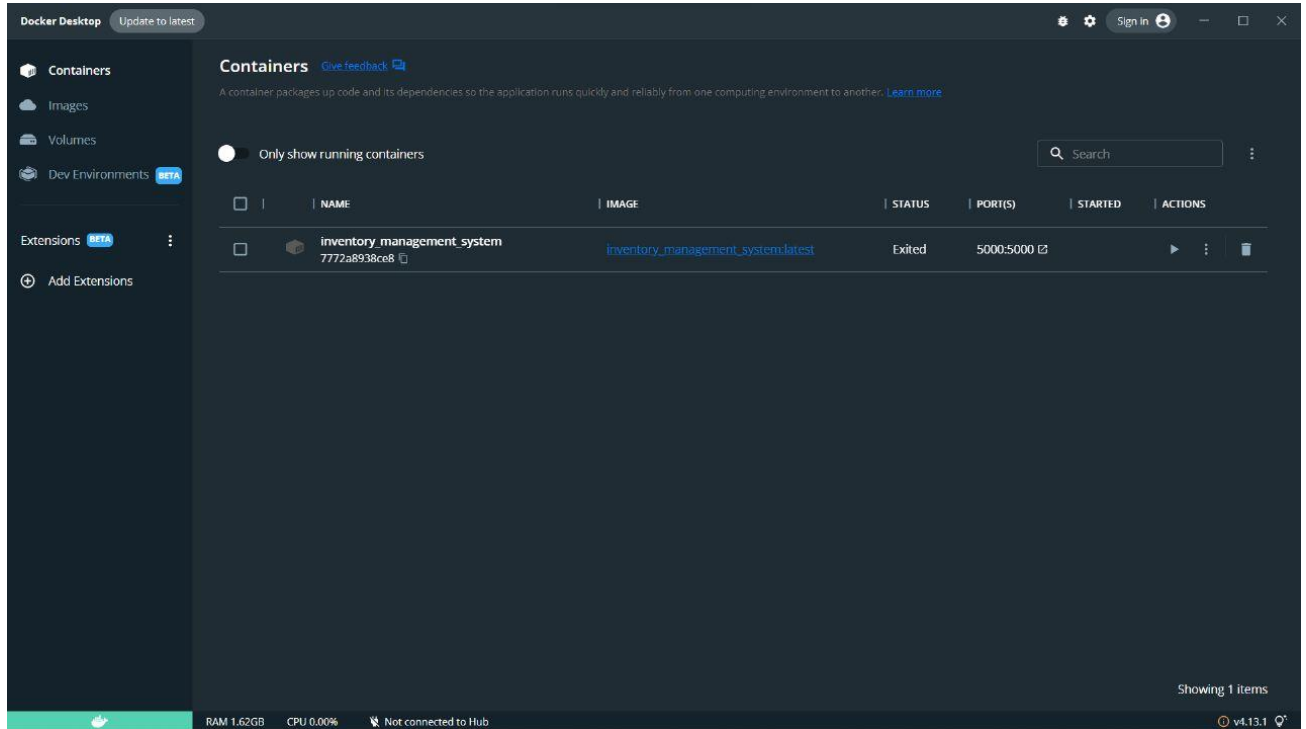 Docker Desktop Update to latest Sign in
Containers
Images
Volumes
Dev Environments BETA
Extensions BETA
Add Extensions
Containers Give feedback
A container packages up code and its dependencies so the application runs quickly and reliably from one computing environment to another. Learn more
Only show running containers Search
NAME IMAGE STATUS PORT(S) STARTED ACTIONS
inventory_management_system inventory_management_system:latest Exited 5000:5000
7772a8938ce8
Showing 1 items
RAM 1.62GB CPU 0.00% Not connected to Hub v4.13.1